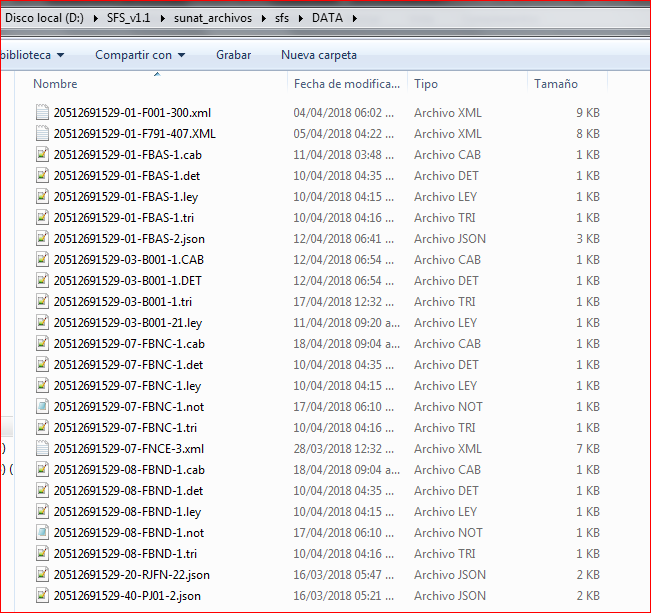 Disco local (D:) ▸ SFS_v1.1 ▸ sunat_archivos ▸ sfs ▸ DATA ▸
biblioteca ▾ Compartir con ▾ Grabar Nueva carpeta
Nombre Fecha de modifica... Tipo Tamaño
20512691529-01-F001-300.xml 04/04/2018 06:02 ... Archivo XML 9 KB
20512691529-01-F791-407.XML 05/04/2018 04:22 ... Archivo XML 8 KB
20512691529-01-FBAS-1.cab 11/04/2018 03:48 ... Archivo CAB 1 KB
20512691529-01-FBAS-1.det 10/04/2018 04:35 ... Archivo DET 1 KB
20512691529-01-FBAS-1.ley 10/04/2018 04:15 ... Archivo LEY 1 KB
20512691529-01-FBAS-1.tri 10/04/2018 04:16 ... Archivo TRI 1 KB
20512691529-01-FBAS-2.json 12/04/2018 06:41 ... Archivo JSON 3 KB
20512691529-03-B001-1.CAB 12/04/2018 06:54 ... Archivo CAB 1 KB
20512691529-03-B001-1.DET 12/04/2018 06:54 ... Archivo DET 1 KB
20512691529-03-B001-1.tri 17/04/2018 12:32 ... Archivo TRI 1 KB
20512691529-03-B001-21.ley 11/04/2018 09:20 a... Archivo LEY 1 KB
20512691529-07-FBNC-1.cab 18/04/2018 09:04 a... Archivo CAB 1 KB
20512691529-07-FBNC-1.det 10/04/2018 04:35 ... Archivo DET 1 KB
20512691529-07-FBNC-1.ley 10/04/2018 04:15 ... Archivo LEY 1 KB
20512691529-07-FBNC-1.not 17/04/2018 06:10 ... Archivo NOT 1 KB
20512691529-07-FBNC-1.tri 10/04/2018 04:16 ... Archivo TRI 1 KB
) 20512691529-07-FNCE-3.xml 28/03/2018 12:32 ... Archivo XML 7 KB
) ( 20512691529-08-FBND-1.cab 18/04/2018 09:04 a... Archivo CAB 1 KB
20512691529-08-FBND-1.det 10/04/2018 04:35 ... Archivo DET 1 KB
20512691529-08-FBND-1.ley 10/04/2018 04:15 ... Archivo LEY 1 KB
20512691529-08-FBND-1.not 17/04/2018 06:10 ... Archivo NOT 1 KB
20512691529-08-FBND-1.tri 10/04/2018 04:16 ... Archivo TRI 1 KB
20512691529-20-RJFN-22.json 16/03/2018 05:47 ... Archivo JSON 2 KB
20512691529-40-PJ01-2.json 16/03/2018 05:21 ... Archivo JSON 2 KB